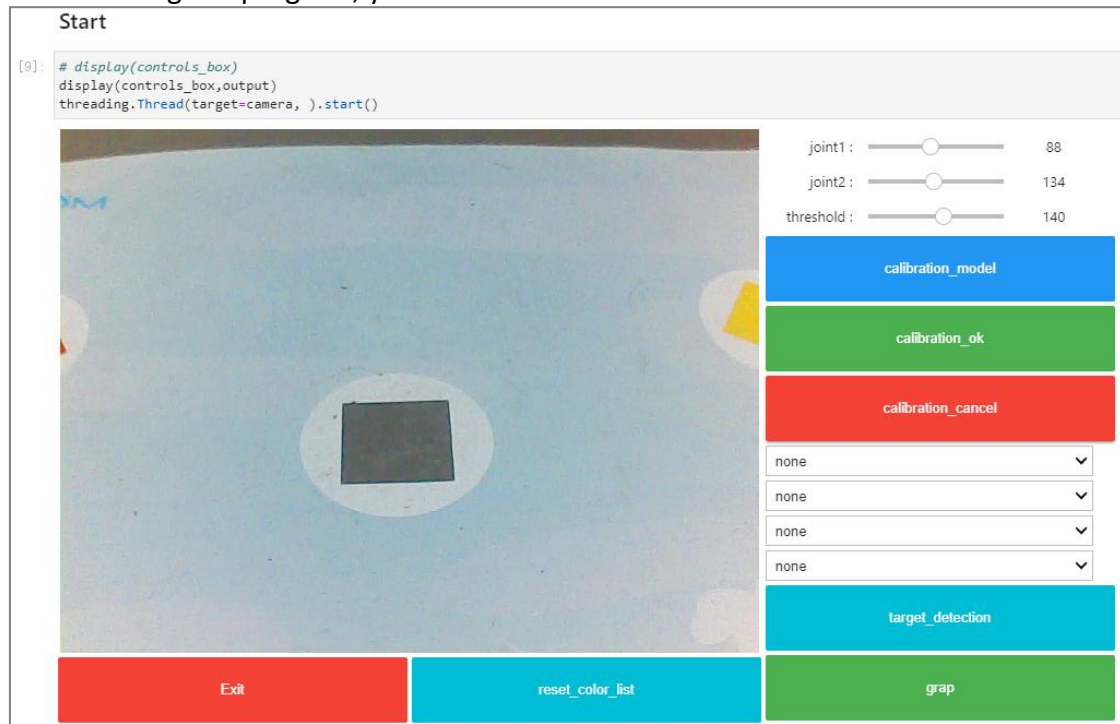 Start
[9]:
# display(controls_box)
display(controls_box,output)
threading.Thread(target=camera, ).start()
joint1 : 88
joint2 : 134
threshold : 140
calibration_model
calibration_ok
calibration_cancel
none
none
none
none
target_detection
Exit
reset_color_list
grap